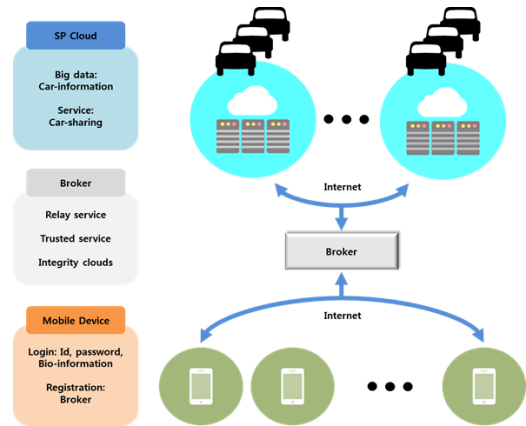 SP Cloud
Big data:
Car-information
Service:
Car-sharing
Broker
Relay service
Trusted service
Integrity clouds
Mobile Device
Login: Id, password,
Bio-information
Registration:
Broker
Internet
Broker
Internet